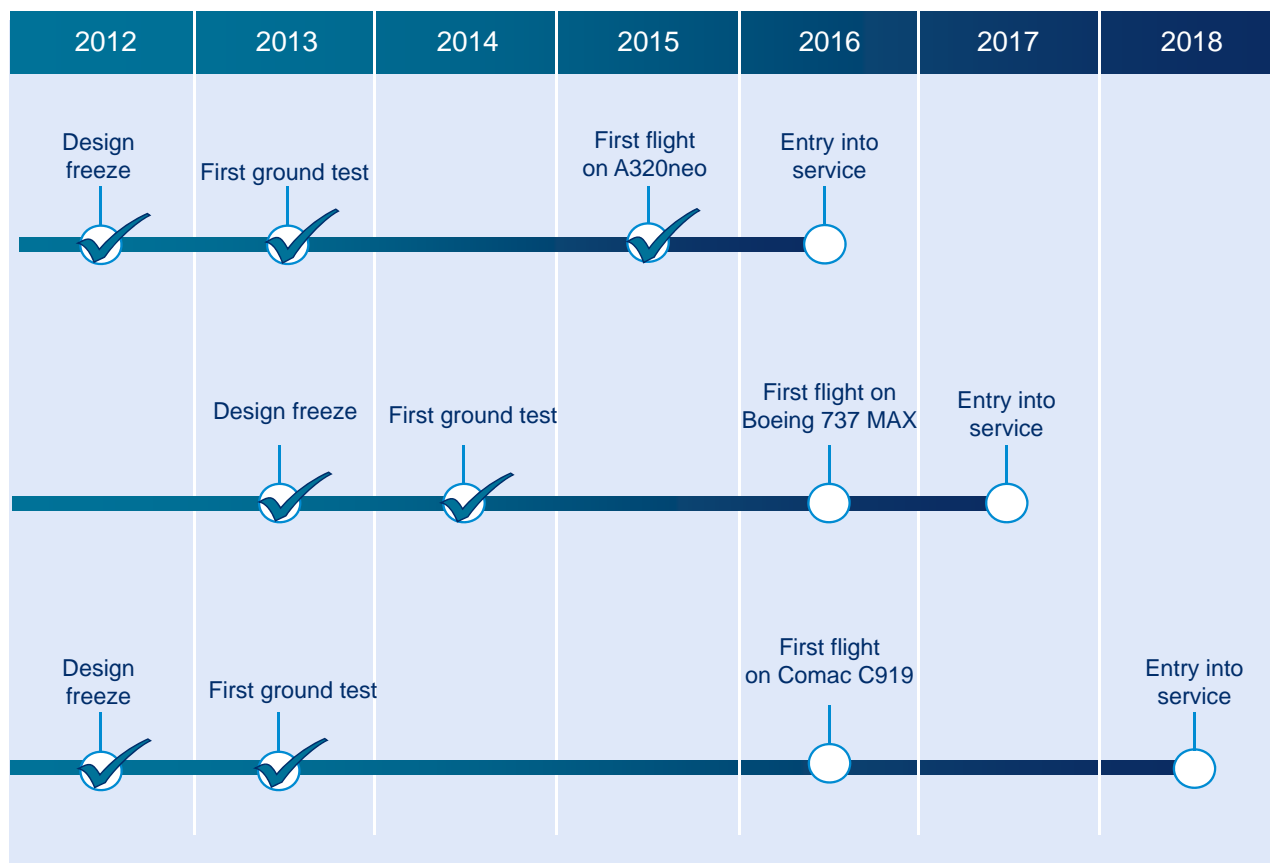 2012 2013 2014 2015 2016 2017 2018
Design
freeze
First ground test
First flight
on A320neo
Entry into
service
Design freeze
First ground test
First flight on
Boeing 737 MAX
Entry into
service
Design
freeze
First ground test
First flight
on Comac C919
Entry into
service